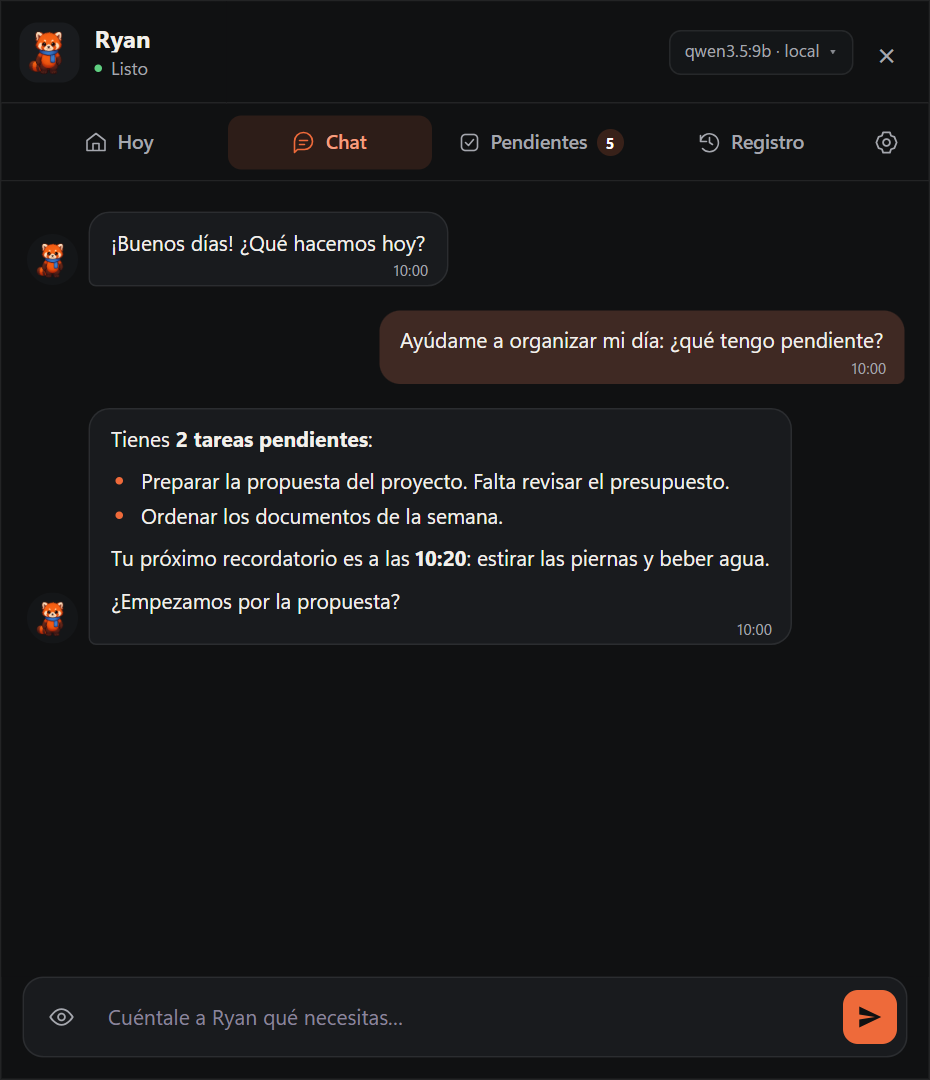 Ryan
Listo
qwen3.5:9b · local
Hoy
Chat
Pendientes 5
Registro
¡Buenos días! ¿Qué hacemos hoy?
10:00
Ayúdame a organizar mi día: ¿qué tengo pendiente?
10:00
Tienes 2 tareas pendientes:
• Preparar la propuesta del proyecto. Falta revisar el presupuesto.
• Ordenar los documentos de la semana.
Tu próximo recordatorio es a las 10:20: estirar las piernas y beber agua.
¿Empezamos por la propuesta?
10:00
Cuéntale a Ryan qué necesitas...